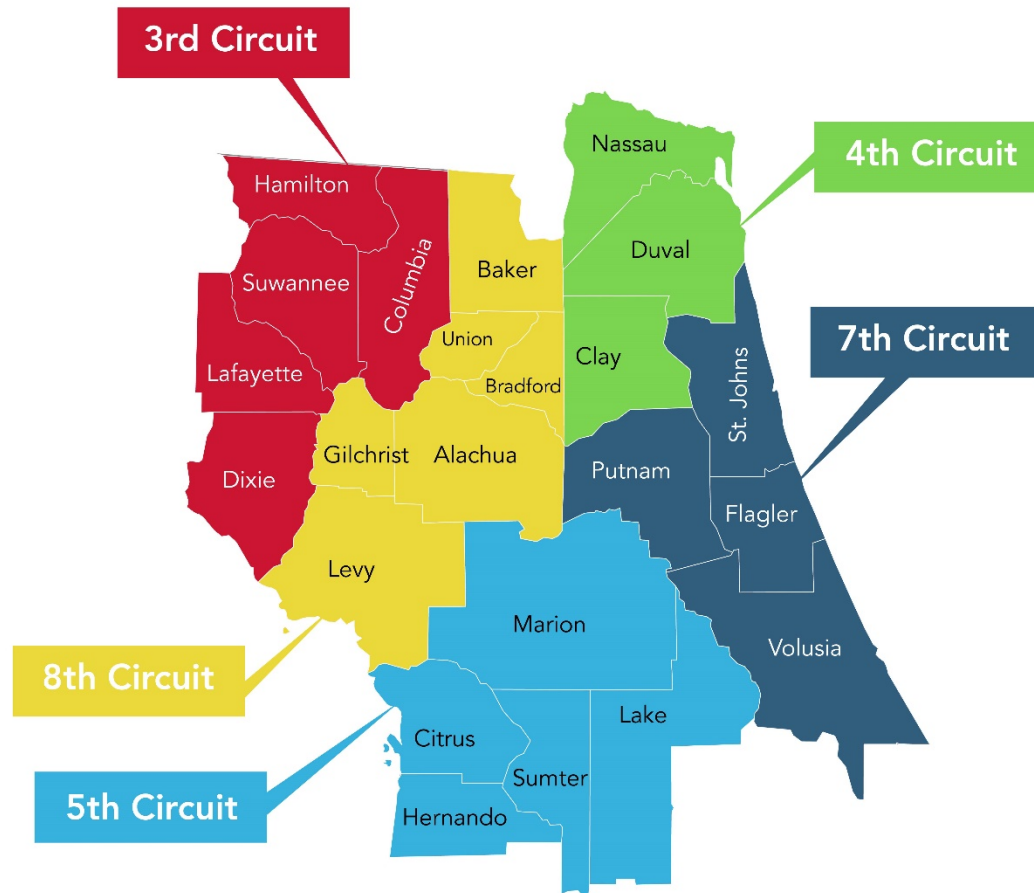 3rd Circuit
4th Circuit
Nassau
Hamilton
Duval
Columbia
Baker
Suwannee
7th Circuit
Union
Clay
St. Johns
Lafayette
Bradford
Gilchrist
Alachua
Putnam
Dixie
Flagler
Levy
Marion
Volusia
8th Circuit
Lake
Citrus
Sumter
5th Circuit
Hernando